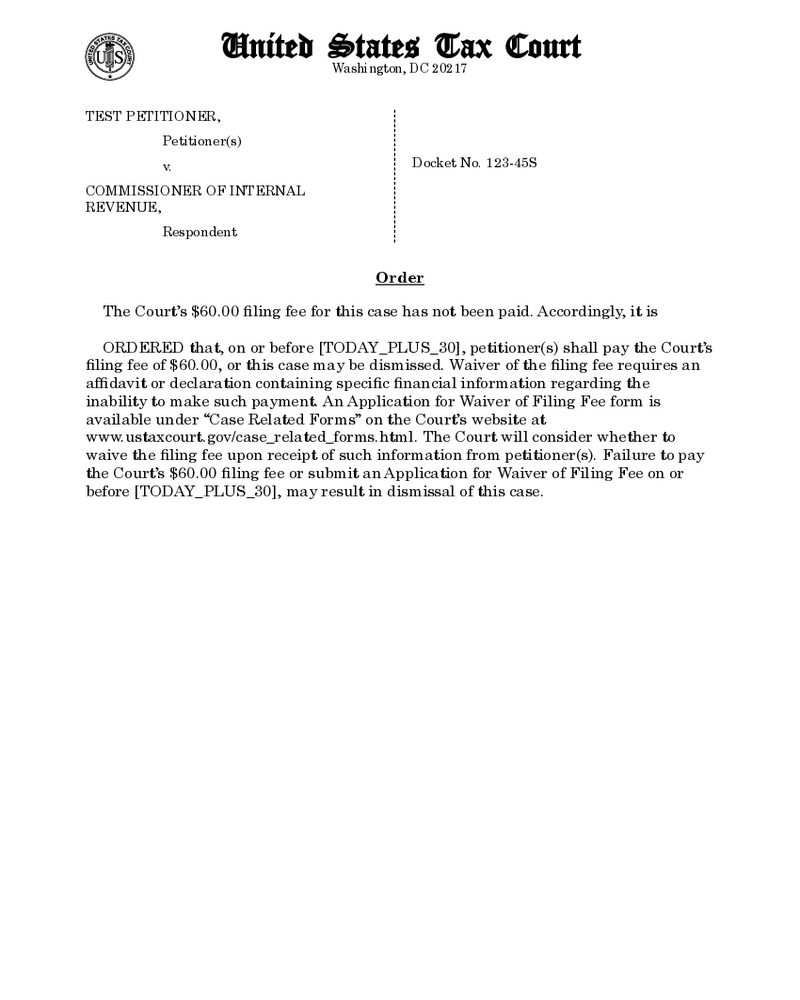 United States Tax Court
Washington, DC 20217
TEST PETITIONER,
Petitioner(s)
v.
COMMISSIONER OF INTERNAL
REVENUE,
Respondent
Docket No. 123-45S
Order
The Court's $60.00 filing fee for this case has not been paid. Accordingly, it is
ORDERED that, on or before [TODAY_PLUS_30], petitioner(s) shall pay the Court's
filing fee of $60.00, or this case may be dismissed. Waiver of the filing fee requires an
affidavit or declaration containing specific financial information regarding the
inability to make such payment. An Application for Waiver of Filing Fee form is
available under “Case Related Forms” on the Court's website at
www.ustaxcourt.gov/case_related_forms.html. The Court will consider whether to
waive the filing fee upon receipt of such information from petitioner(s). Failure to pay
the Court's $60.00 filing fee or submit an Application for Waiver of Filing Fee on or
before [TODAY_PLUS_30], may result in dismissal of this case.